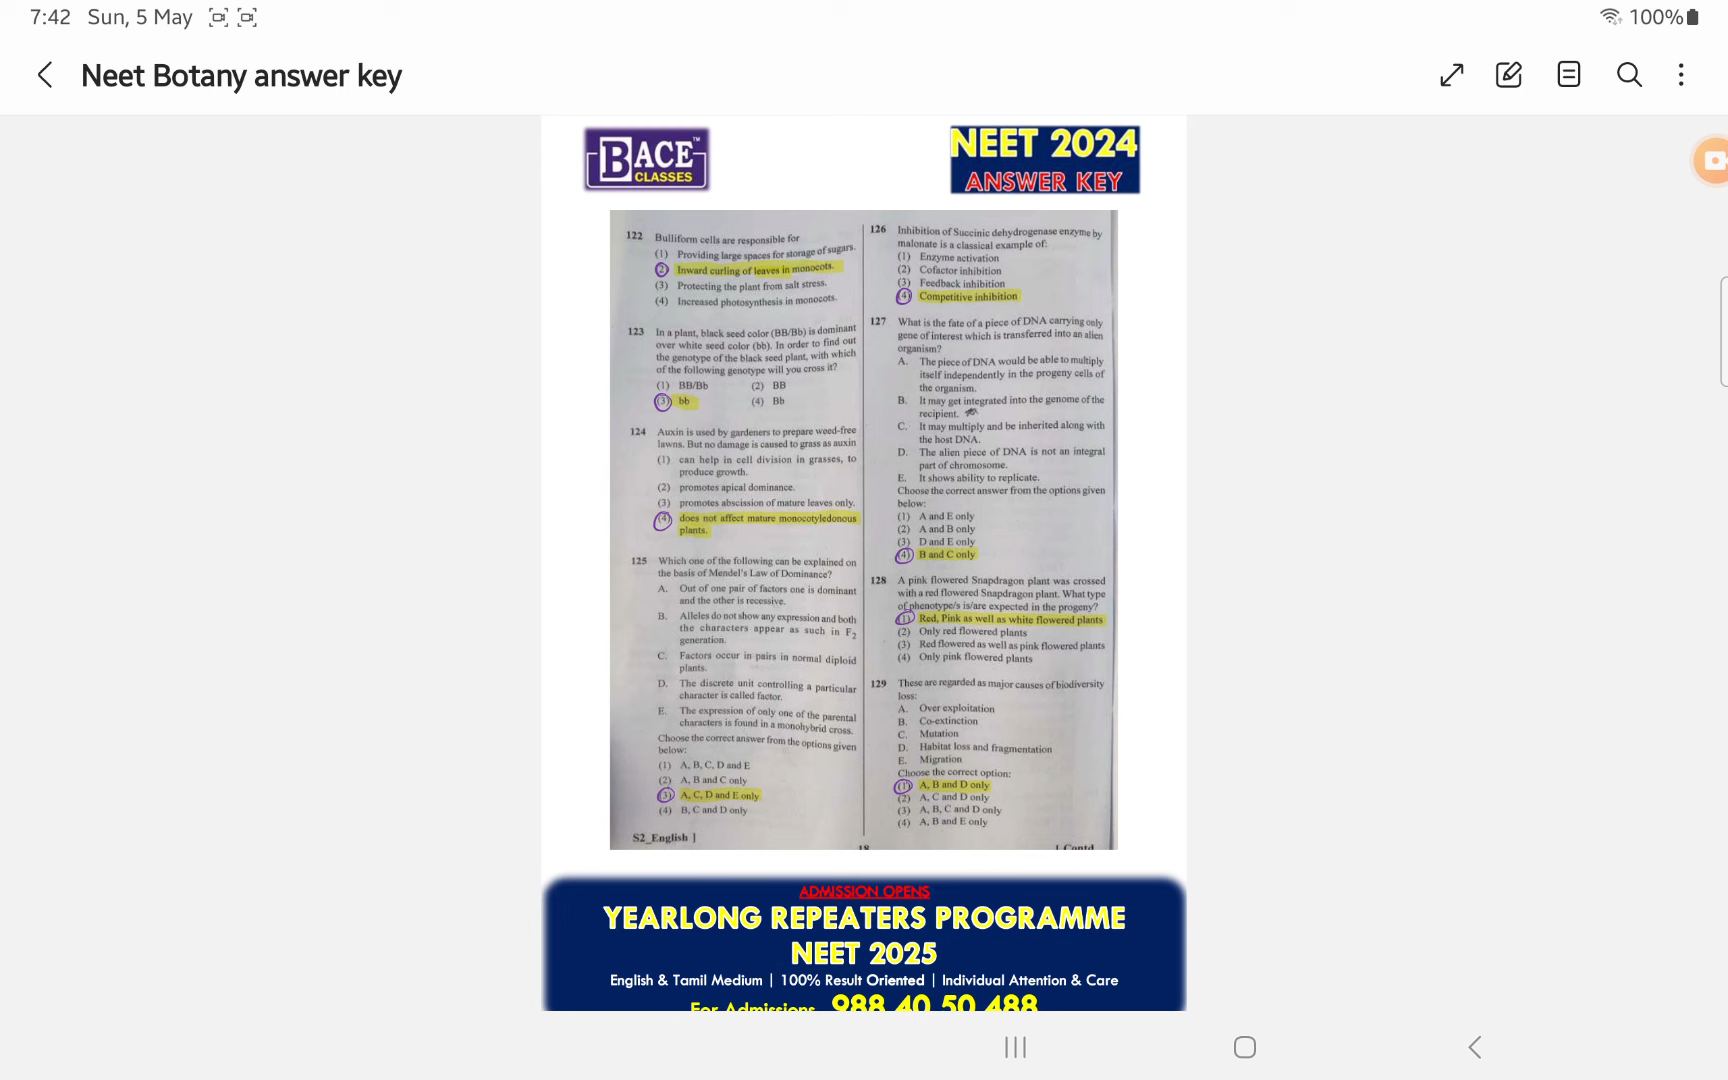 7:42 Sun, 5 May
100%
Neet Botany answer key
BACE™
CLASSES
NEET 2024
ANSWER KEY
122 Bulliform cells are responsible for
(1) Providing large spaces for storage of sugars.
(2) Inward curling of leaves in monocots.
(3) Protecting the plant from salt stress.
(4) Increased photosynthesis in monocots.
123 In a plant, black seed color (BB/Bb) is dominant
over white seed color (bb). In order to find out
the genotype of the black seed plant, with which
of the following genotype will you cross it?
(1) BB/Bb (2) BB
(3) bb (4) Bb
124 Auxin is used by gardeners to prepare weed-free
lawns. But no damage is caused to grass as auxin
(1) can help in cell division in grasses, to
produce growth.
(2) promotes apical dominance.
(3) promotes abscission of mature leaves only.
(4) does not affect mature monocotyledonous
plants.
125 Which one of the following can be explained on
the basis of Mendel's Law of Dominance?
A. Out of one pair of factors one is dominant
and the other is recessive.
B. Alleles do not show any expression and both
the characters appear as such in F2
generation.
C. Factors occur in pairs in normal diploid
plants.
D. The discrete unit controlling a particular
character is called factor.
E. The expression of only one of the parental
characters is found in a monohybrid cross.
Choose the correct answer from the options given
below:
(1) A, B, C, D and E
(2) A, B and C only
(3) A, C, D and E only
(4) B, C and D only
S2_English ]
126 Inhibition of Succinic dehydrogenase enzyme by
malonate is a classical example of:
(1) Enzyme activation
(2) Cofactor inhibition
(3) Feedback inhibition
(4) Competitive inhibition
127 What is the fate of a piece of DNA carrying only
gene of interest which is transferred into an alien
organism?
A. The piece of DNA would be able to multiply
itself independently in the progeny cells of
the organism.
B. It may get integrated into the genome of the
recipient.
C. It may multiply and be inherited along with
the host DNA.
D. The alien piece of DNA is not an integral
part of chromosome.
E. It shows ability to replicate.
Choose the correct answer from the options given
below:
(1) A and E only
(2) A and B only
(3) D and E only
(4) B and C only
128 A pink flowered Snapdragon plant was crossed
with a red flowered Snapdragon plant. What type
of phenotype/s is/are expected in the progeny?
(1) Red, Pink as well as white flowered plants
(2) Only red flowered plants
(3) Red flowered as well as pink flowered plants
(4) Only pink flowered plants
129 These are regarded as major causes of biodiversity
loss:
A. Over exploitation
B. Co-extinction
C. Mutation
D. Habitat loss and fragmentation
E. Migration
Choose the correct option:
(1) A, B and D only
(2) A, C and D only
(3) A, B, C and D only
(4) A, B and E only
18
[ Contd
ADMISSION OPENS
YEARLONG REPEATERS PROGRAMME
NEET 2025
English & Tamil Medium | 100% Result Oriented | Individual Attention & Care
For Admissions 988 40 50 488